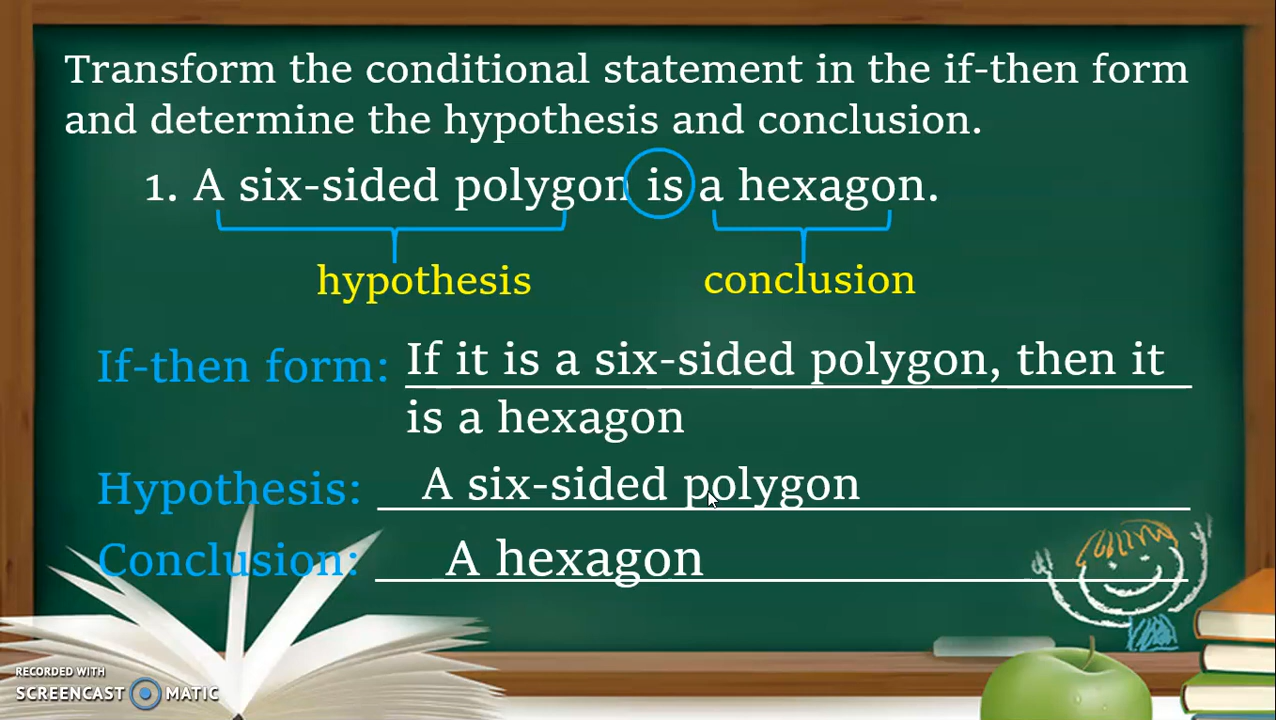 Transform the conditional statement in the if-then form
and determine the hypothesis and conclusion.
1. A six-sided polygon is a hexagon.
hypothesis conclusion
If-then form: If it is a six-sided polygon, then it
is a hexagon
Hypothesis: A six-sided polygon
Conclusion: A hexagon
RECORDED WITH
SCREENCAST MATIC